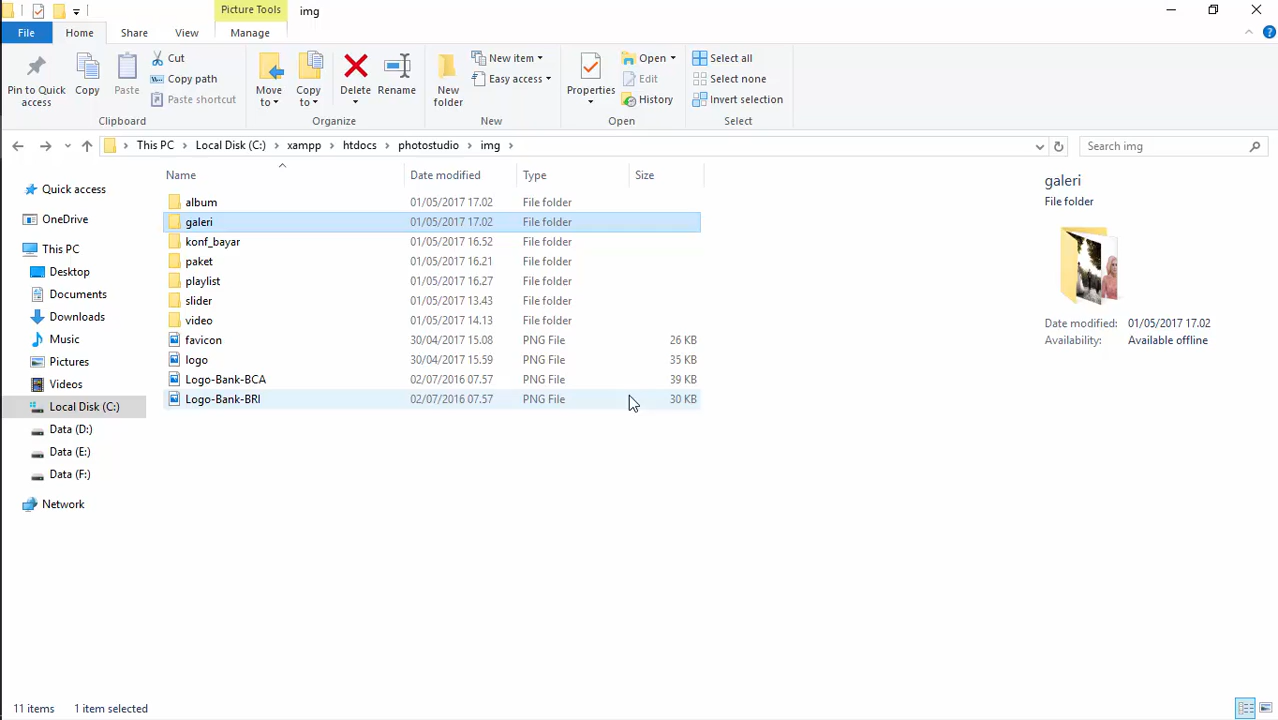 Picture Tools
img
File
Home
Share
View
Manage
Pin to Quick access
Copy
Paste
Cut
Copy path
Paste shortcut
Clipboard
Move to
Copy to
Delete
Rename
Organize
New folder
New item
Easy access
New
Properties
Open
Edit
History
Open
Select all
Select none
Invert selection
Select
This PC > Local Disk (C:) > xampp > htdocs > photostudio > img >
Search img
Quick access
OneDrive
This PC
Desktop
Documents
Downloads
Music
Pictures
Videos
Local Disk (C:)
Data (D:)
Data (E:)
Data (F:)
Network
Name Date modified Type Size
album 01/05/2017 17.02 File folder
galeri 01/05/2017 17.02 File folder
konf_bayar 01/05/2017 16.52 File folder
paket 01/05/2017 16.21 File folder
playlist 01/05/2017 16.27 File folder
slider 01/05/2017 13.43 File folder
video 01/05/2017 14.13 File folder
favicon 30/04/2017 15.08 PNG File 26 KB
logo 30/04/2017 15.59 PNG File 35 KB
Logo-Bank-BCA 02/07/2016 07.57 PNG File 39 KB
Logo-Bank-BRI 02/07/2016 07.57 PNG File 30 KB
galeri
File folder
Date modified: 01/05/2017 17.02
Availability: Available offline
11 items 1 item selected